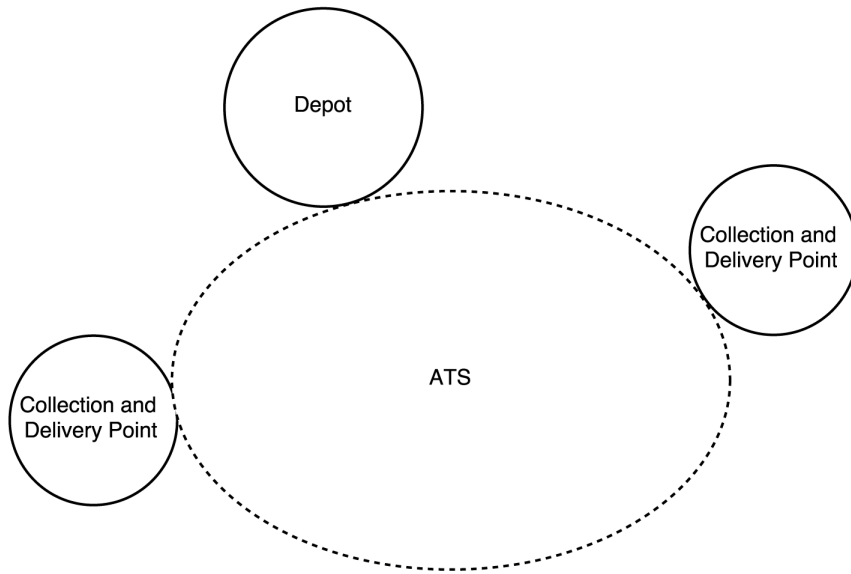 Depot
Collection and
Delivery Point
ATS
Collection and
Delivery Point